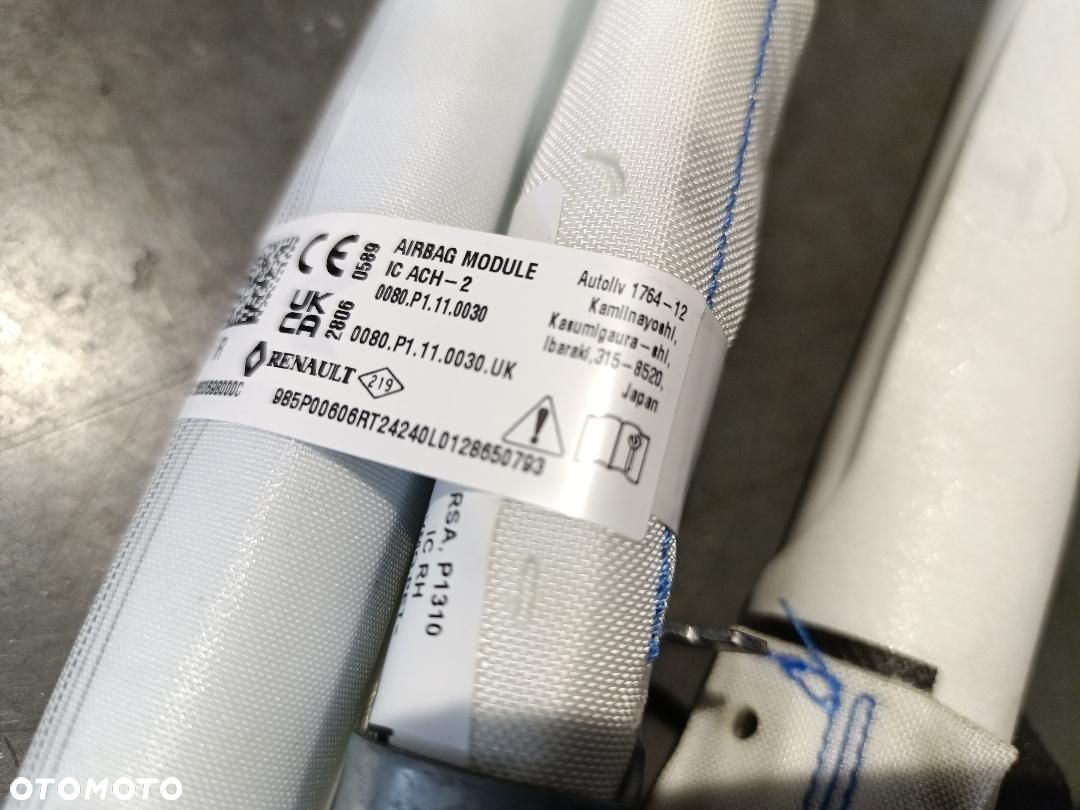 CE
0589
AIRBAG MODULE
IC ACH-2
0080.P1.11.0030
UK
CA
2806
0080.P1.11.0030.UK
RENAULT
219
985P00606RT24240L0128650793
Autoliv 1764-12
Kamiinayoshi,
Kasumigaura-shi,
Ibaraki,315-8520,
Japan
RSA, P1310
IC RH
OTOMOTO